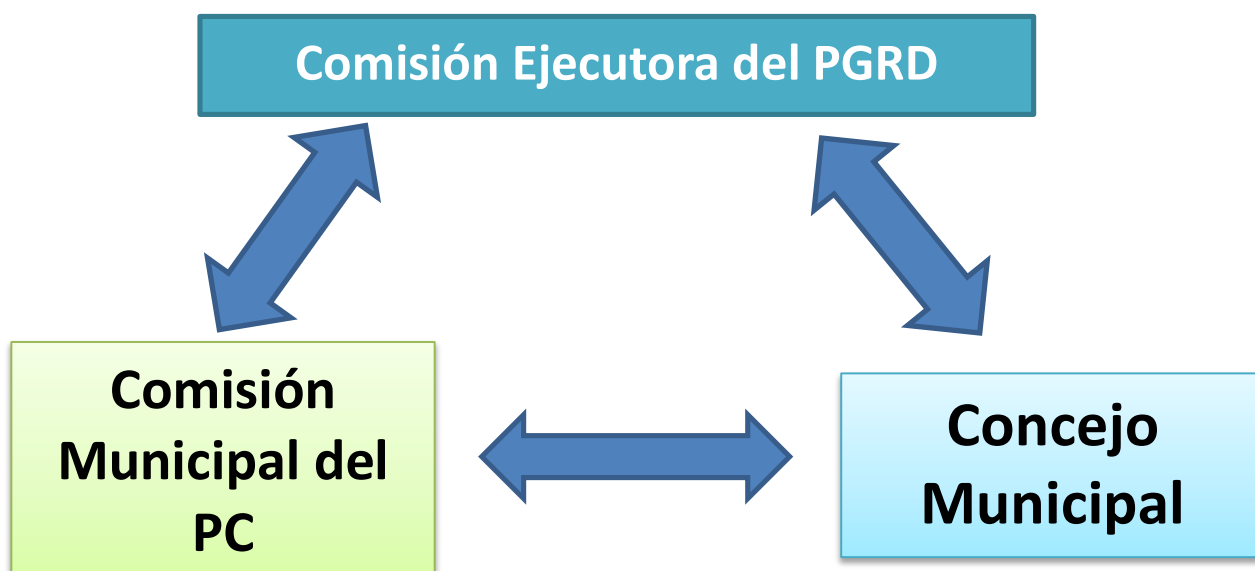 Comisión Ejecutora del PGRD
Comisión
Municipal del
PC
Concejo
Municipal